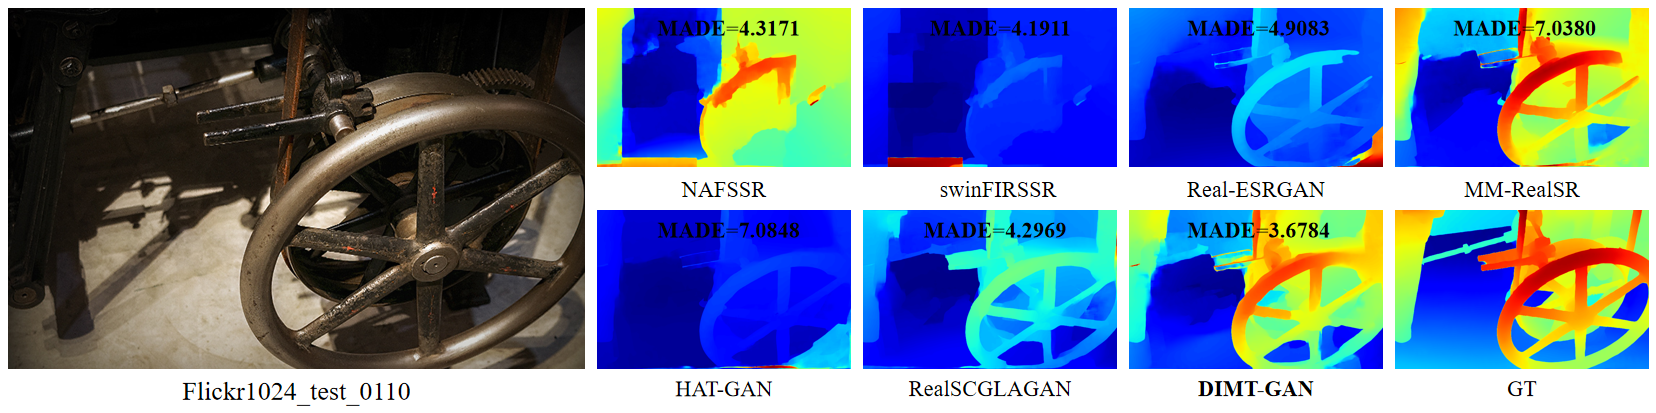 MADE=4.3171
MADE=4.1911
MADE=4.9083
MADE=7.0380
NAFSSR
swinFIRSSR
Real-ESRGAN
MM-RealSR
MADE=7.0848
MADE=4.2969
MADE=3.6784
HAT-GAN
RealSCGLAGAN
DIMT-GAN
GT
Flickr1024_test_0110